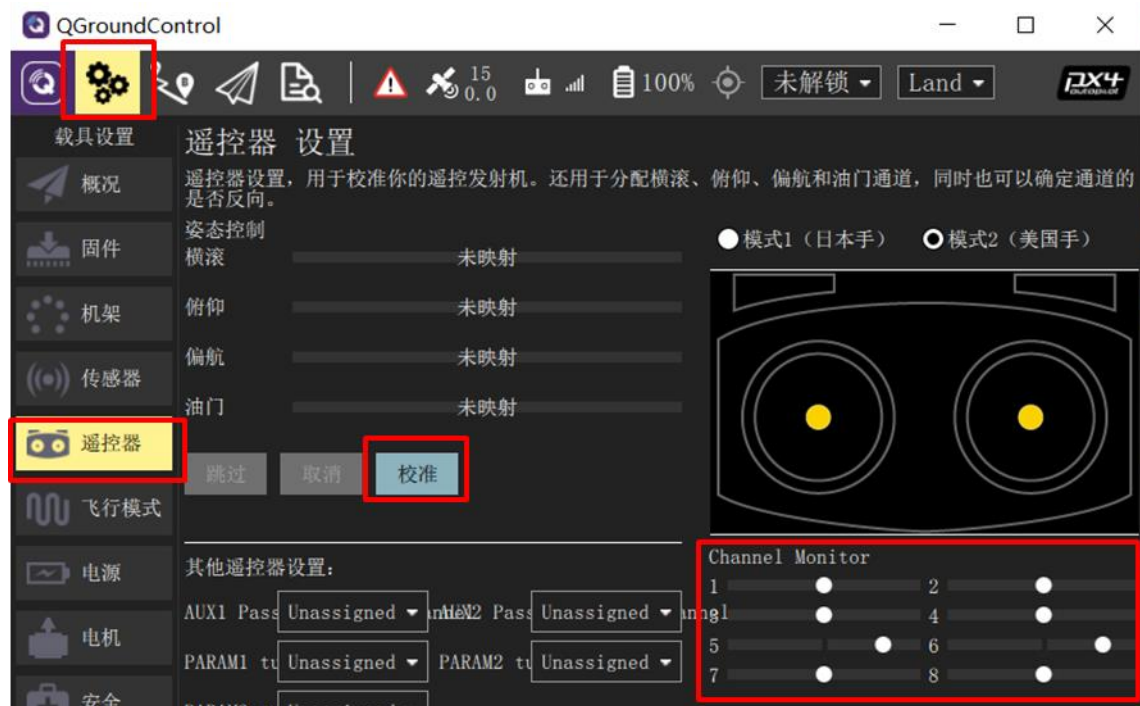 QGroundControl
15
0.0
100%
未解锁
Land
PX4
autopilot
载具设置
概况
固件
机架
传感器
遥控器
飞行模式
电源
电机
安全
遥控器 设置
遥控器设置，用于校准你的遥控发射机。还用于分配横滚、俯仰、偏航和油门通道，同时也可以确定通道的
是否反向。
姿态控制
横滚 未映射
俯仰 未映射
偏航 未映射
油门 未映射
跳过 取消 校准
模式1（日本手） 模式2（美国手）
其他遥控器设置：
AUX1 Pass Unassigned AUX2 Pass Unassigned
PARAM1 tu Unassigned PARAM2 tu Unassigned
Channel Monitor
1 2
3 4
5 6
7 8